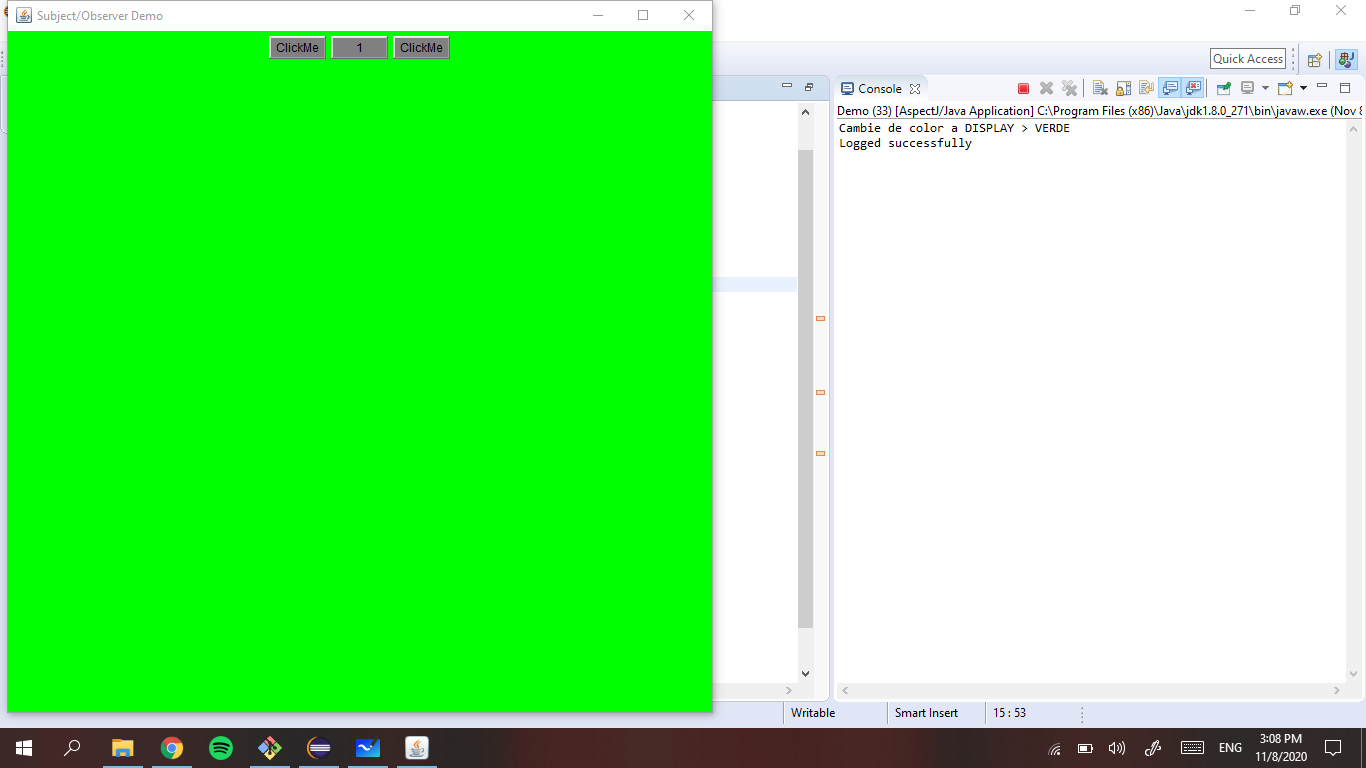 Subject/Observer Demo
ClickMe 1 ClickMe
Quick Access
Console
Demo (33) [AspectJ/Java Application] C:\Program Files (x86)\Java\jdk1.8.0_271\bin\javaw.exe (Nov 8
Cambie de color a DISPLAY > VERDE
Logged successfully
Writable Smart Insert 15 : 53
ENG
3:08 PM
11/8/2020